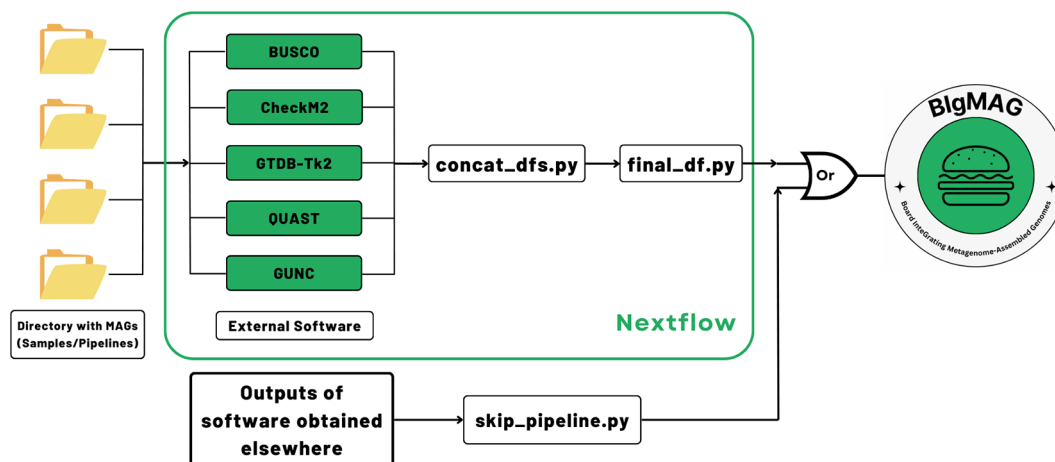 BUSCO
CheckM2
GTDB-Tk2
QUAST
GUNC
External Software
Directory with MAGs
(Samples/Pipelines)
concat_dfs.py
final_df.py
Nextflow
Or
BIgMAG
Board InteGrating Metagenome-Assembled Genomes
Outputs of
software obtained
elsewhere
skip_pipeline.py